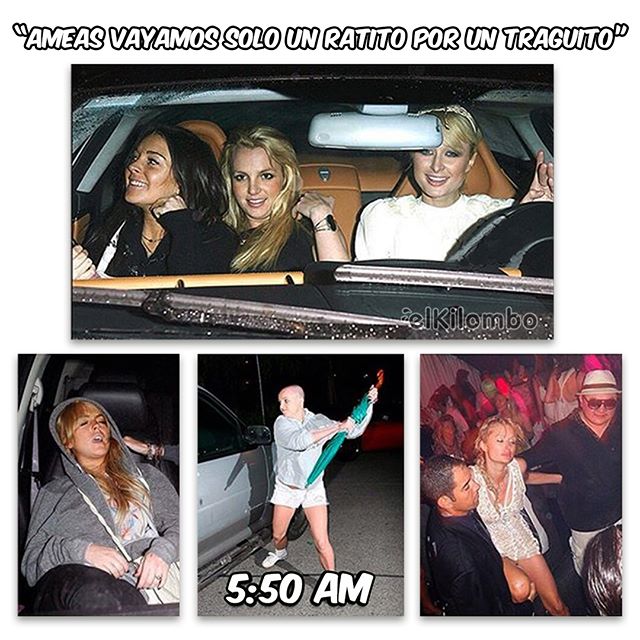 “AMEAS VAYAMOS SOLO UN RATITO POR UN TRAGUITO”
elKilombo
5:50 AM